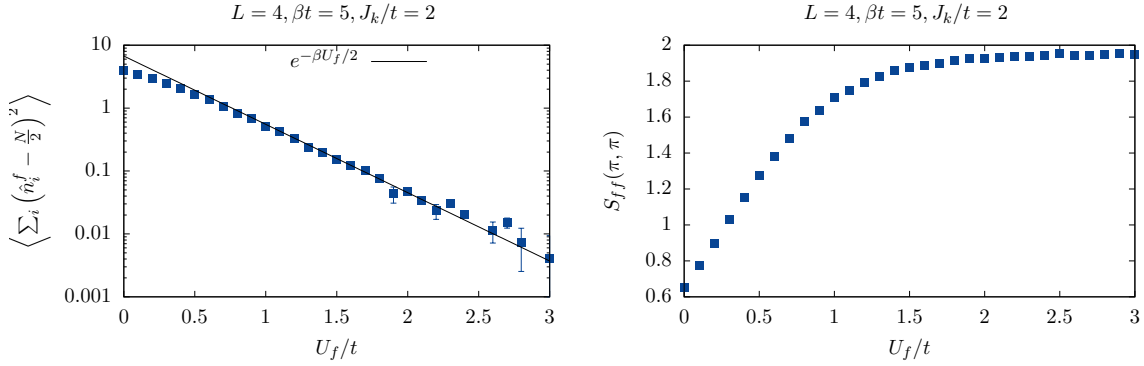 L = 4, βt = 5, J_k/t = 2
e^{-βU_f/2}
⟨∑_i (n̂_i^f − N/2)^2⟩
10
1
0.1
0.01
0.001
0 0.5 1 1.5 2 2.5 3
U_f/t
L = 4, βt = 5, J_k/t = 2
S_{ff}(π, π)
2
1.8
1.6
1.4
1.2
1
0.8
0.6
0 0.5 1 1.5 2 2.5 3
U_f/t